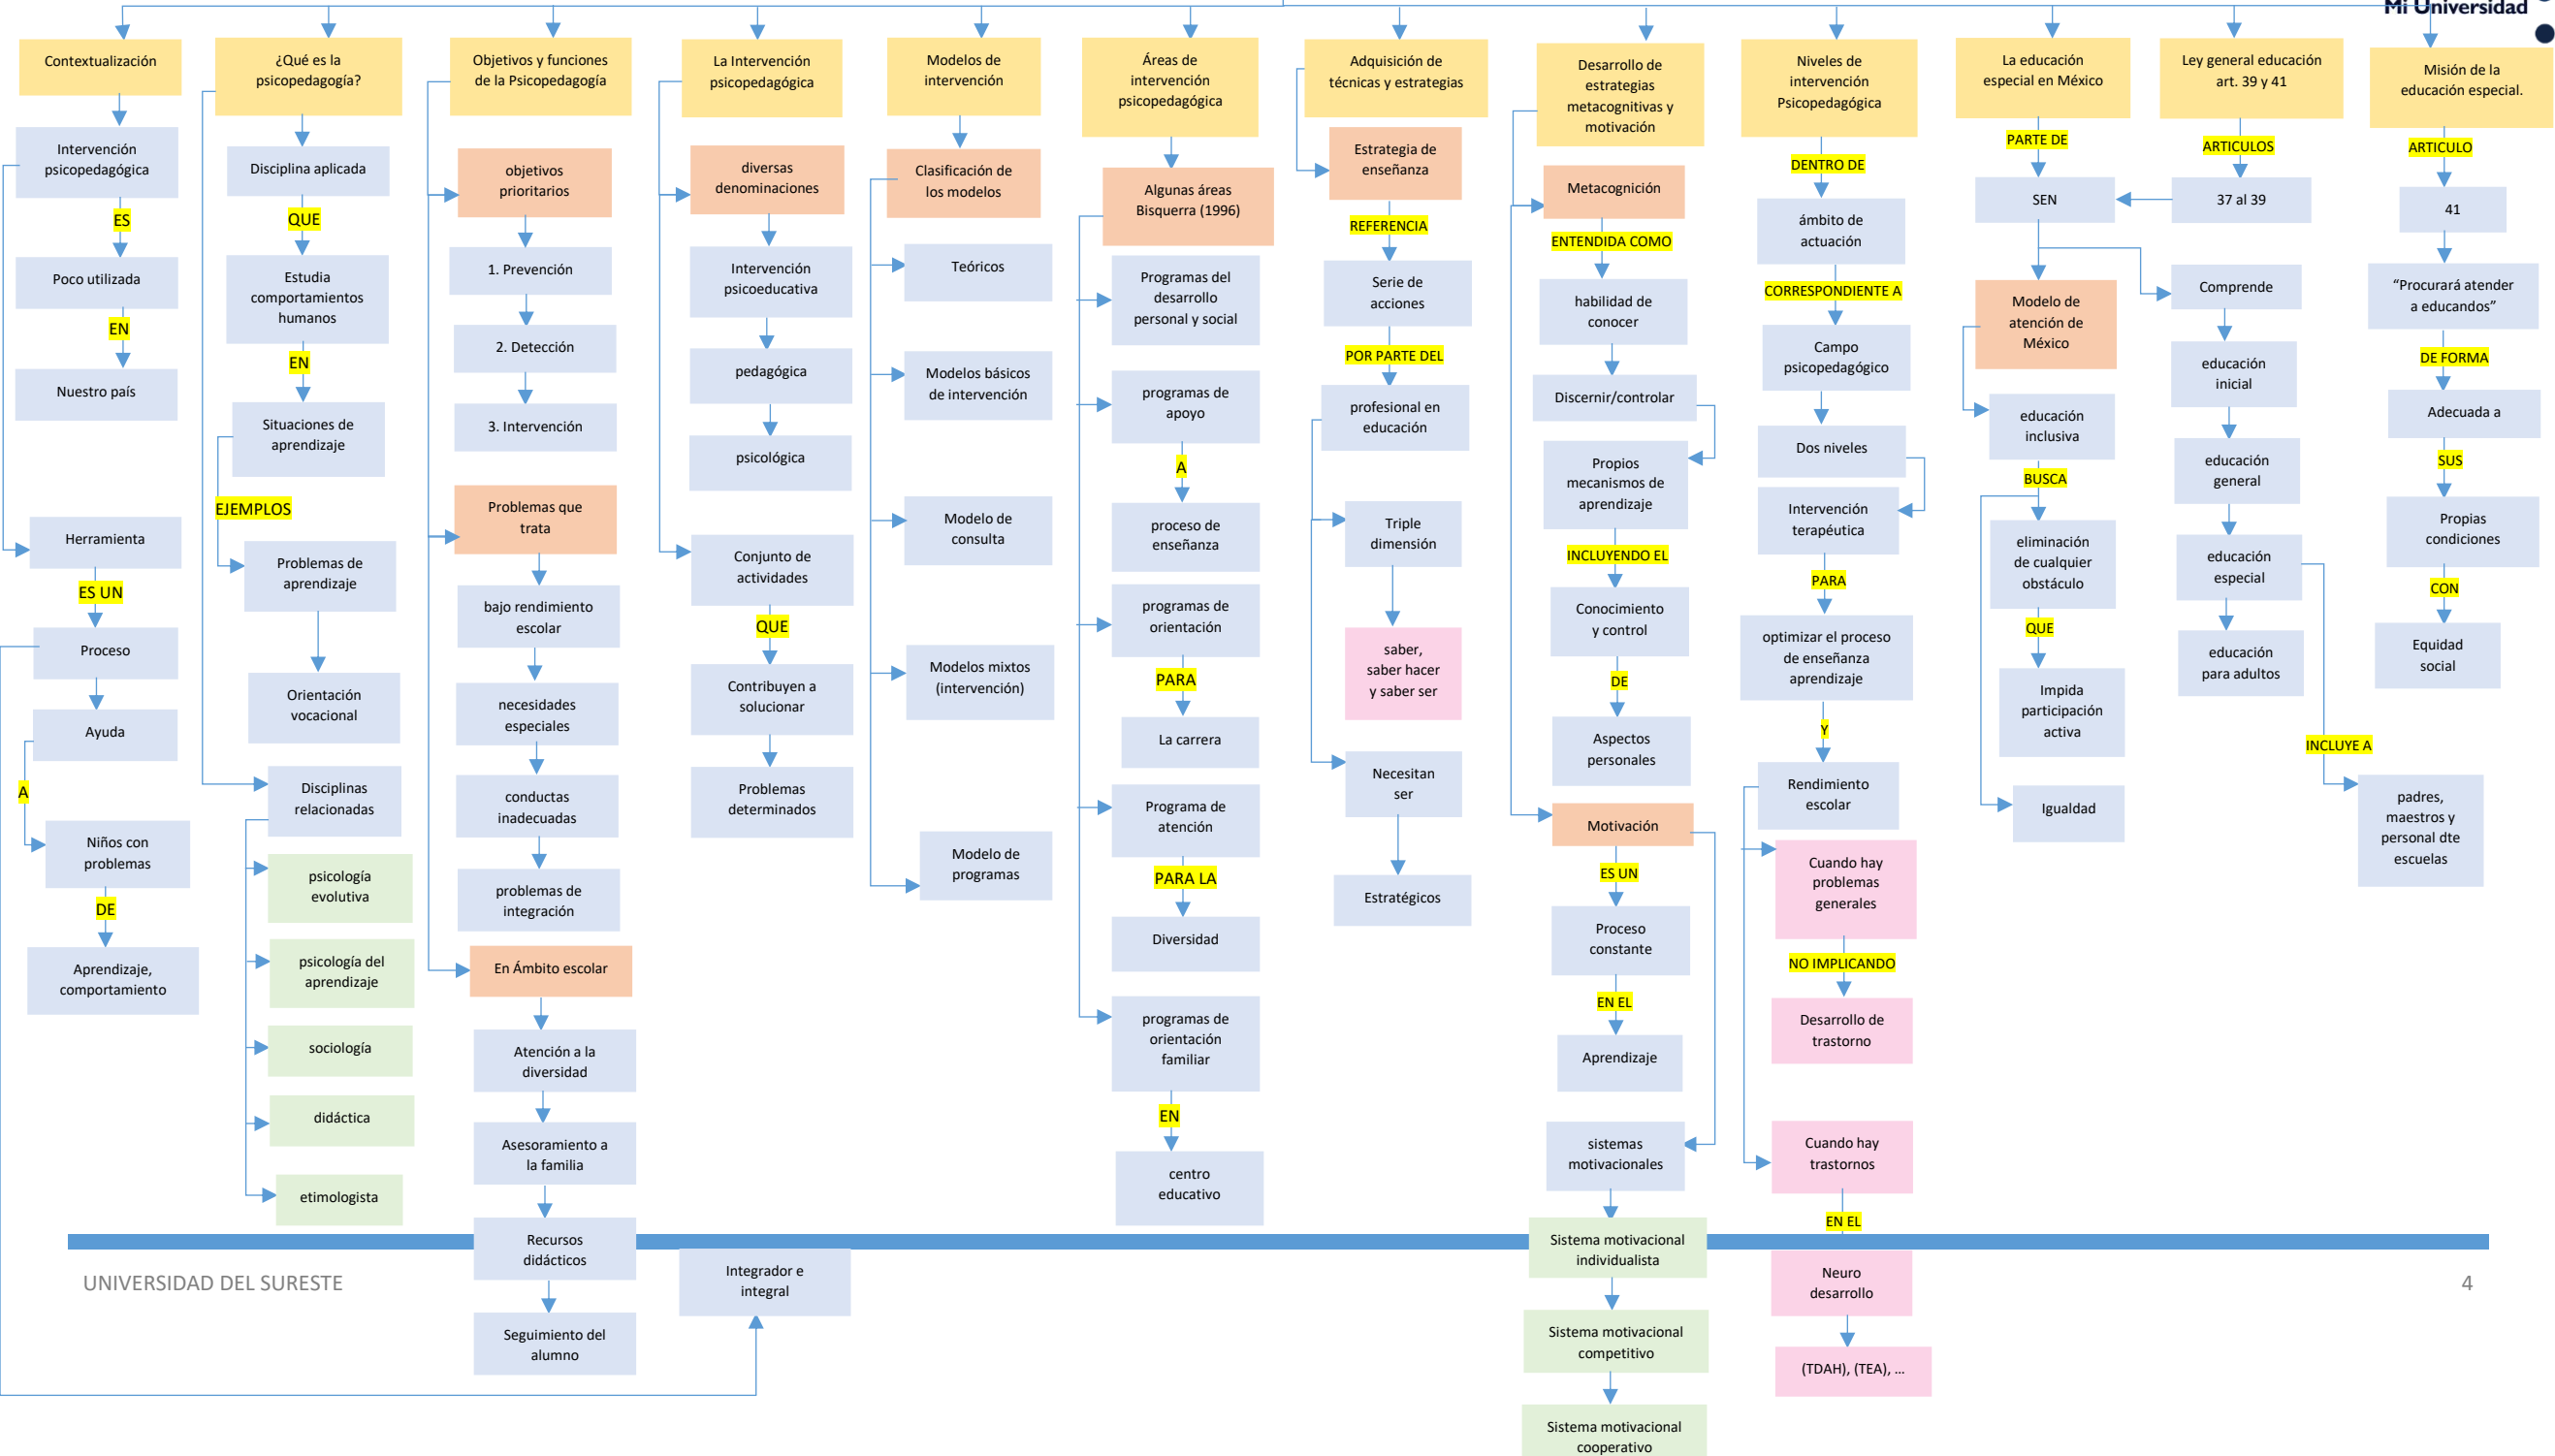 Mi Universidad
Contextualización
Intervención
psicopedagógica
ES
Poco utilizada
EN
Nuestro país
Herramienta
ES UN
Proceso
Ayuda
A
Niños con
problemas
DE
Aprendizaje,
comportamiento
¿Qué es la
psicopedagogía?
Disciplina aplicada
QUE
Estudia
comportamientos
humanos
EN
Situaciones de
aprendizaje
EJEMPLOS
Problemas de
aprendizaje
Orientación
vocacional
Disciplinas
relacionadas
psicología
evolutiva
psicología del
aprendizaje
sociología
didáctica
etimologista
Objetivos y funciones
de la Psicopedagogía
objetivos
prioritarios
1. Prevención
2. Detección
3. Intervención
Problemas que
trata
bajo rendimiento
escolar
necesidades
especiales
conductas
inadecuadas
problemas de
integración
En Ámbito escolar
Atención a la
diversidad
Asesoramiento a
la familia
Recursos
didácticos
Seguimiento del
alumno
La Intervención
psicopedagógica
diversas
denominaciones
Intervención
psicoeducativa
pedagógica
psicológica
Conjunto de
actividades
QUE
Contribuyen a
solucionar
Problemas
determinados
Integrador e
integral
Modelos de
intervención
Clasificación de
los modelos
Teóricos
Modelos básicos
de intervención
Modelo de
consulta
Modelos mixtos
(intervención)
Modelo de
programas
Áreas de
intervención
psicopedagógica
Algunas áreas
Bisquerra (1996)
Programas del
desarrollo
personal y social
programas de
apoyo
A
proceso de
enseñanza
programas de
orientación
PARA
La carrera
Programa de
atención
PARA LA
Diversidad
programas de
orientación
familiar
EN
centro
educativo
Adquisición de
técnicas y estrategias
Estrategia de
enseñanza
REFERENCIA
Serie de
acciones
POR PARTE DEL
profesional en
educación
Triple
dimensión
saber,
saber hacer
y saber ser
Necesitan
ser
Estratégicos
Desarrollo de
estrategias
metacognitivas y
motivación
Metacognición
ENTENDIDA COMO
habilidad de
conocer
Discernir/controlar
Propios
mecanismos de
aprendizaje
INCLUYENDO EL
Conocimiento
y control
DE
Aspectos
personales
Motivación
ES UN
Proceso
constante
EN EL
Aprendizaje
sistemas
motivacionales
Sistema motivacional
individualista
Sistema motivacional
competitivo
Sistema motivacional
cooperativo
Niveles de
intervención
Psicopedagógica
DENTRO DE
ámbito de
actuación
CORRESPONDIENTE A
Campo
psicopedagógico
Dos niveles
Intervención
terapéutica
PARA
optimizar el proceso
de enseñanza
aprendizaje
Y
Rendimiento
escolar
Cuando hay
problemas
generales
NO IMPLICANDO
Desarrollo de
trastorno
Cuando hay
trastornos
EN EL
Neuro
desarrollo
(TDAH), (TEA), ...
La educación
especial en México
PARTE DE
SEN
Modelo de
atención de
México
educación
inclusiva
BUSCA
eliminación
de cualquier
obstáculo
QUE
Impida
participación
activa
Igualdad
Ley general educación
art. 39 y 41
ARTICULOS
37 al 39
Comprende
educación
inicial
educación
general
educación
especial
educación
para adultos
INCLUYE A
padres,
maestros y
personal dte
escuelas
Misión de la
educación especial.
ARTICULO
41
“Procurará atender
a educandos”
DE FORMA
Adecuada a
SUS
Propias
condiciones
CON
Equidad
social
UNIVERSIDAD DEL SURESTE
4